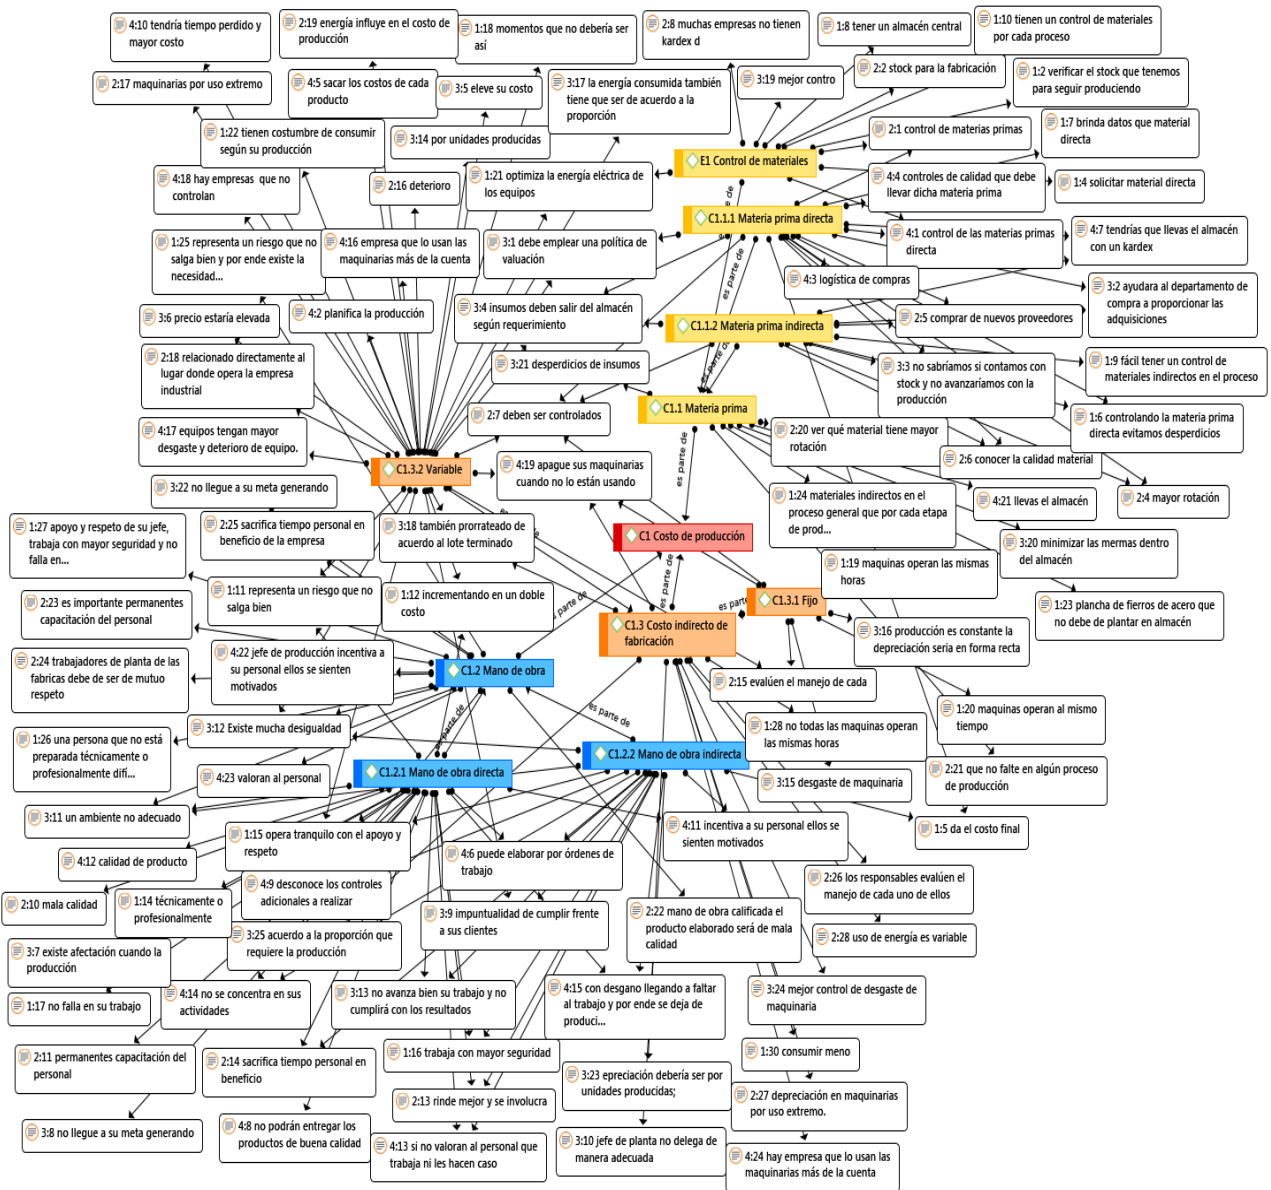 4:10 tendría tiempo perdido y
mayor costo
2:19 energía influye en el costo de
producción
1:18 momentos que no debería ser
así
2:8 muchas empresas no tienen
kardex d
1:8 tener un almacén central
1:10 tienen un control de materiales
por cada proceso
2:17 maquinarias por uso extremo
4:5 sacar los costos de cada
producto
3:5 eleve su costo
3:17 la energía consumida también
tiene que ser de acuerdo a la
proporción
3:19 mejor contro
2:2 stock para la fabricación
1:2 verificar el stock que tenemos
para seguir produciendo
1:22 tienen costumbre de consumir
según su producción
3:14 por unidades producidas
2:1 control de materias primas
1:7 brinda datos que material
directa
E1 Control de materiales
4:18 hay empresas que no
controlan
2:16 deterioro
1:21 optimiza la energía eléctrica de
los equipos
4:4 controles de calidad que debe
llevar dicha materia prima
1:4 solicitar material directa
C1.1.1 Materia prima directa
1:25 representa un riesgo que no
salga bien y por ende existe la
necesidad...
4:16 empresa que lo usan las
maquinarias más de la cuenta
3:1 debe emplear una política de
valuación
4:1 control de las materias primas
directa
4:7 tendrías que llevas el almacén
con un kardex
es parte de
4:3 logística de compras
3:2 ayudara al departamento de
compra a proporcionar las
adquisiciones
3:6 precio estaría elevada
4:2 planifica la producción
3:4 insumos deben salir del almacén
según requerimiento
C1.1.2 Materia prima indirecta
2:5 comprar de nuevos proveedores
2:18 relacionado directamente al
lugar donde opera la empresa
industrial
3:21 desperdicios de insumos
es parte de
3:3 no sabríamos si contamos con
stock y no avanzaríamos con la
producción
1:9 fácil tener un control de
materiales indirectos en el proceso
2:7 deben ser controlados
C1.1 Materia prima
1:6 controlando la materia prima
directa evitamos desperdicios
4:17 equipos tengan mayor
desgaste y deterioro de equipo.
2:20 ver qué material tiene mayor
rotación
2:6 conocer la calidad material
C1.3.2 Variable
4:19 apague sus maquinarias
cuando no lo están usando
es parte de
3:22 no llegue a su meta generando
1:24 materiales indirectos en el
proceso general que por cada etapa
de prod...
4:21 llevas el almacén
2:4 mayor rotación
1:27 apoyo y respeto de su jefe,
trabaja con mayor seguridad y no
falla en...
2:25 sacrifica tiempo personal en
beneficio de la empresa
3:18 también prorrateado de
acuerdo al lote terminado
C1 Costo de producción
3:20 minimizar las mermas dentro
del almacén
1:19 maquinas operan las mismas
horas
1:11 representa un riesgo que no
salga bien
1:12 incrementando en un doble
costo
es parte de
es parte de
es parte
C1.3.1 Fijo
1:23 plancha de fierros de acero que
no debe de plantar en almacén
2:23 es importante permanentes
capacitación del personal
C1.3 Costo indirecto de
fabricación
3:16 producción es constante la
depreciación seria en forma recta
2:24 trabajadores de planta de las
fabricas debe de ser de mutuo
respeto
4:22 jefe de producción incentiva a
su personal ellos se sienten
motivados
C1.2 Mano de obra
2:15 evalúen el manejo de cada
3:12 Existe mucha desigualdad
es parte de
es parte de
1:28 no todas las maquinas operan
las mismas horas
1:20 maquinas operan al mismo
tiempo
1:26 una persona que no está
preparada técnicamente o
profesionalmente difí...
4:23 valoran al personal
C1.2.1 Mano de obra directa
C1.2.2 Mano de obra indirecta
3:15 desgaste de maquinaria
2:21 que no falte en algún proceso
de producción
3:11 un ambiente no adecuado
1:15 opera tranquilo con el apoyo y
respeto
4:11 incentiva a su personal ellos se
sienten motivados
1:5 da el costo final
4:12 calidad de producto
4:6 puede elaborar por órdenes de
trabajo
2:26 los responsables evalúen el
manejo de cada uno de ellos
2:10 mala calidad
1:14 técnicamente o
profesionalmente
4:9 desconoce los controles
adicionales a realizar
3:9 impuntualidad de cumplir frente
a sus clientes
2:22 mano de obra calificada el
producto elaborado será de mala
calidad
2:28 uso de energía es variable
3:7 existe afectación cuando la
producción
3:25 acuerdo a la proporción que
requiere la producción
1:17 no falla en su trabajo
4:14 no se concentra en sus
actividades
3:13 no avanza bien su trabajo y no
cumplirá con los resultados
4:15 con desgano llegando a faltar
al trabajo y por ende se deja de
produci...
3:24 mejor control de desgaste de
maquinaria
2:11 permanentes capacitación del
personal
2:14 sacrifica tiempo personal en
beneficio
1:16 trabaja con mayor seguridad
1:30 consumir meno
3:23 epreciación debería ser por
unidades producidas;
2:13 rinde mejor y se involucra
2:27 depreciación en maquinarias
por uso extremo.
3:8 no llegue a su meta generando
4:8 no podrán entregar los
productos de buena calidad
4:13 si no valoran al personal que
trabaja ni les hacen caso
3:10 jefe de planta no delega de
manera adecuada
4:24 hay empresa que lo usan las
maquinarias más de la cuenta